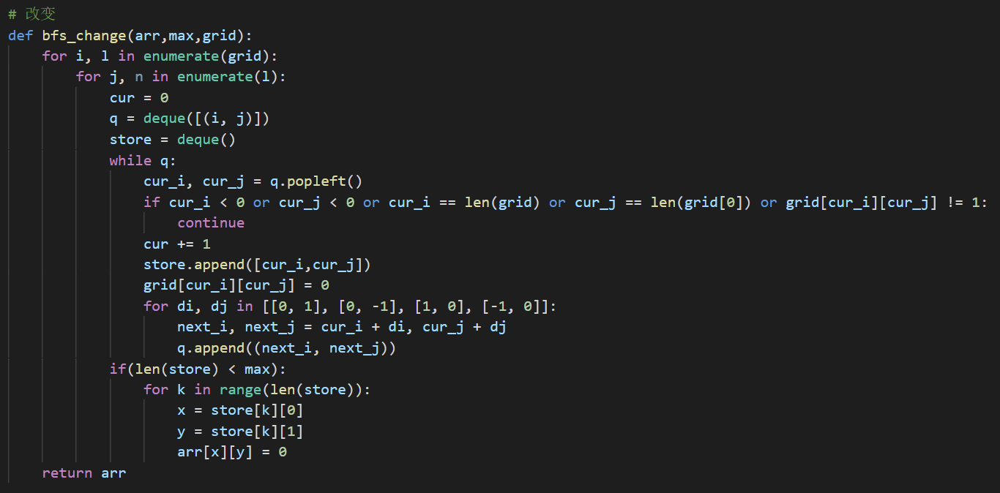 # 改变
def bfs_change(arr,max,grid):
    for i, l in enumerate(grid):
        for j, n in enumerate(l):
            cur = 0
            q = deque([(i, j)])
            store = deque()
            while q:
                cur_i, cur_j = q.popleft()
                if cur_i < 0 or cur_j < 0 or cur_i == len(grid) or cur_j == len(grid[0]) or grid[cur_i][cur_j] != 1:
                    continue
                cur += 1
                store.append([cur_i,cur_j])
                grid[cur_i][cur_j] = 0
                for di, dj in [[0, 1], [0, -1], [1, 0], [-1, 0]]:
                    next_i, next_j = cur_i + di, cur_j + dj
                    q.append((next_i, next_j))
            if(len(store) < max):
                for k in range(len(store)):
                    x = store[k][0]
                    y = store[k][1]
                    arr[x][y] = 0
    return arr